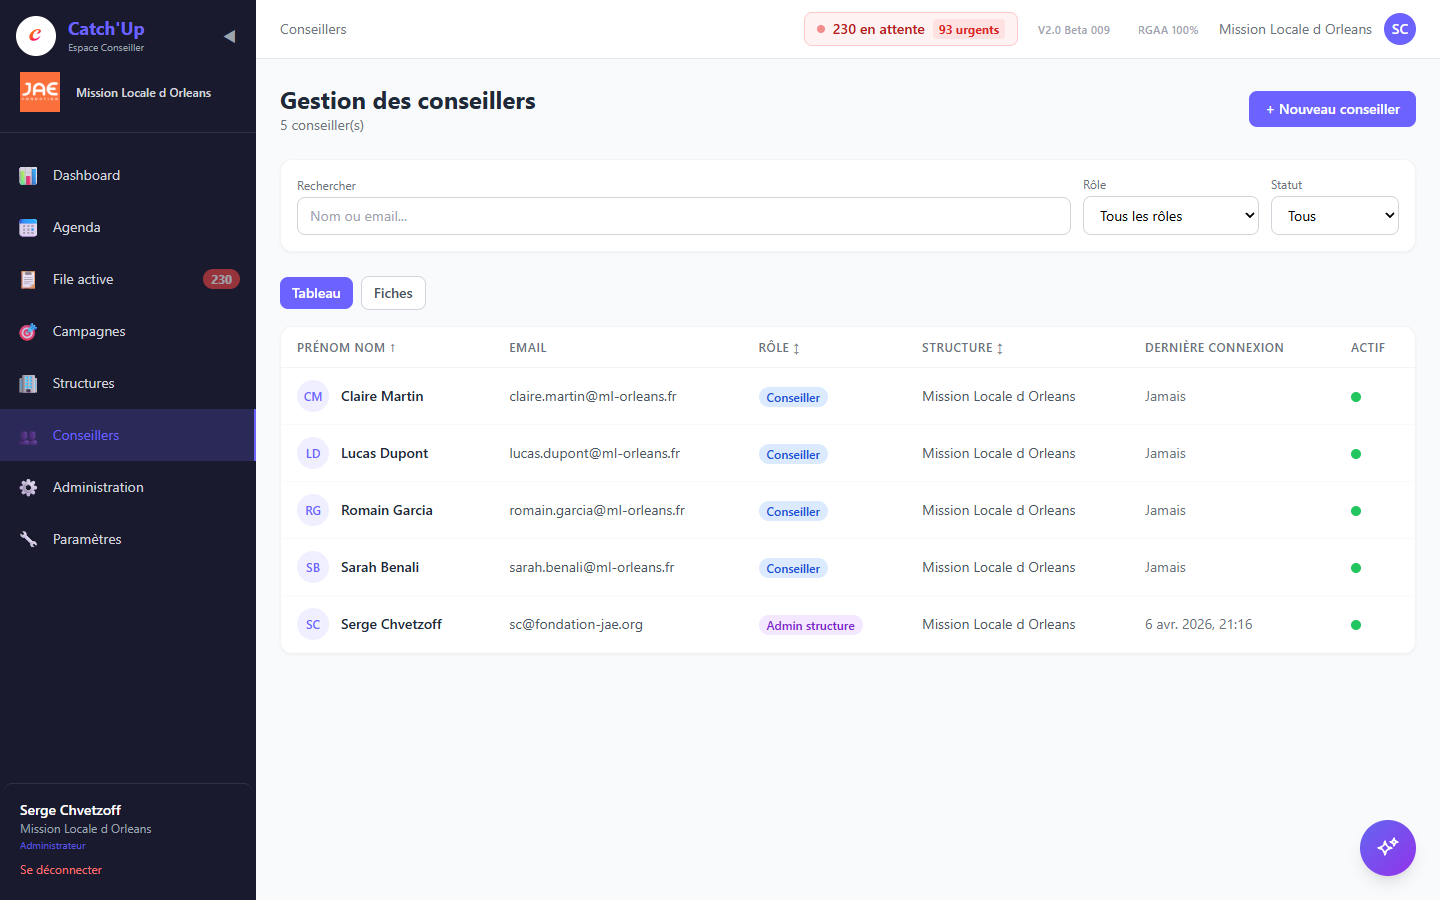 Catch'Up
Espace Conseiller
JAE
Mission Locale d Orleans
Dashboard
Agenda
File active
230
Campagnes
Structures
Conseillers
Administration
Paramètres
Serge Chvetzoff
Mission Locale d Orleans
Administrateur
Se déconnecter
Conseillers
230 en attente 93 urgents
V2.0 Beta 009
RGAA 100%
Mission Locale d Orleans
SC
Gestion des conseillers
5 conseiller(s)
+ Nouveau conseiller
Rechercher
Nom ou email...
Rôle
Tous les rôles
Statut
Tous
Tableau
Fiches
PRÉNOM NOM ↑ EMAIL RÔLE ↕ STRUCTURE ↕ DERNIÈRE CONNEXION ACTIF
CM Claire Martin claire.martin@ml-orleans.fr Conseiller Mission Locale d Orleans Jamais
LD Lucas Dupont lucas.dupont@ml-orleans.fr Conseiller Mission Locale d Orleans Jamais
RG Romain Garcia romain.garcia@ml-orleans.fr Conseiller Mission Locale d Orleans Jamais
SB Sarah Benali sarah.benali@ml-orleans.fr Conseiller Mission Locale d Orleans Jamais
SC Serge Chvetzoff sc@fondation-jae.org Admin structure Mission Locale d Orleans 6 avr. 2026, 21:16